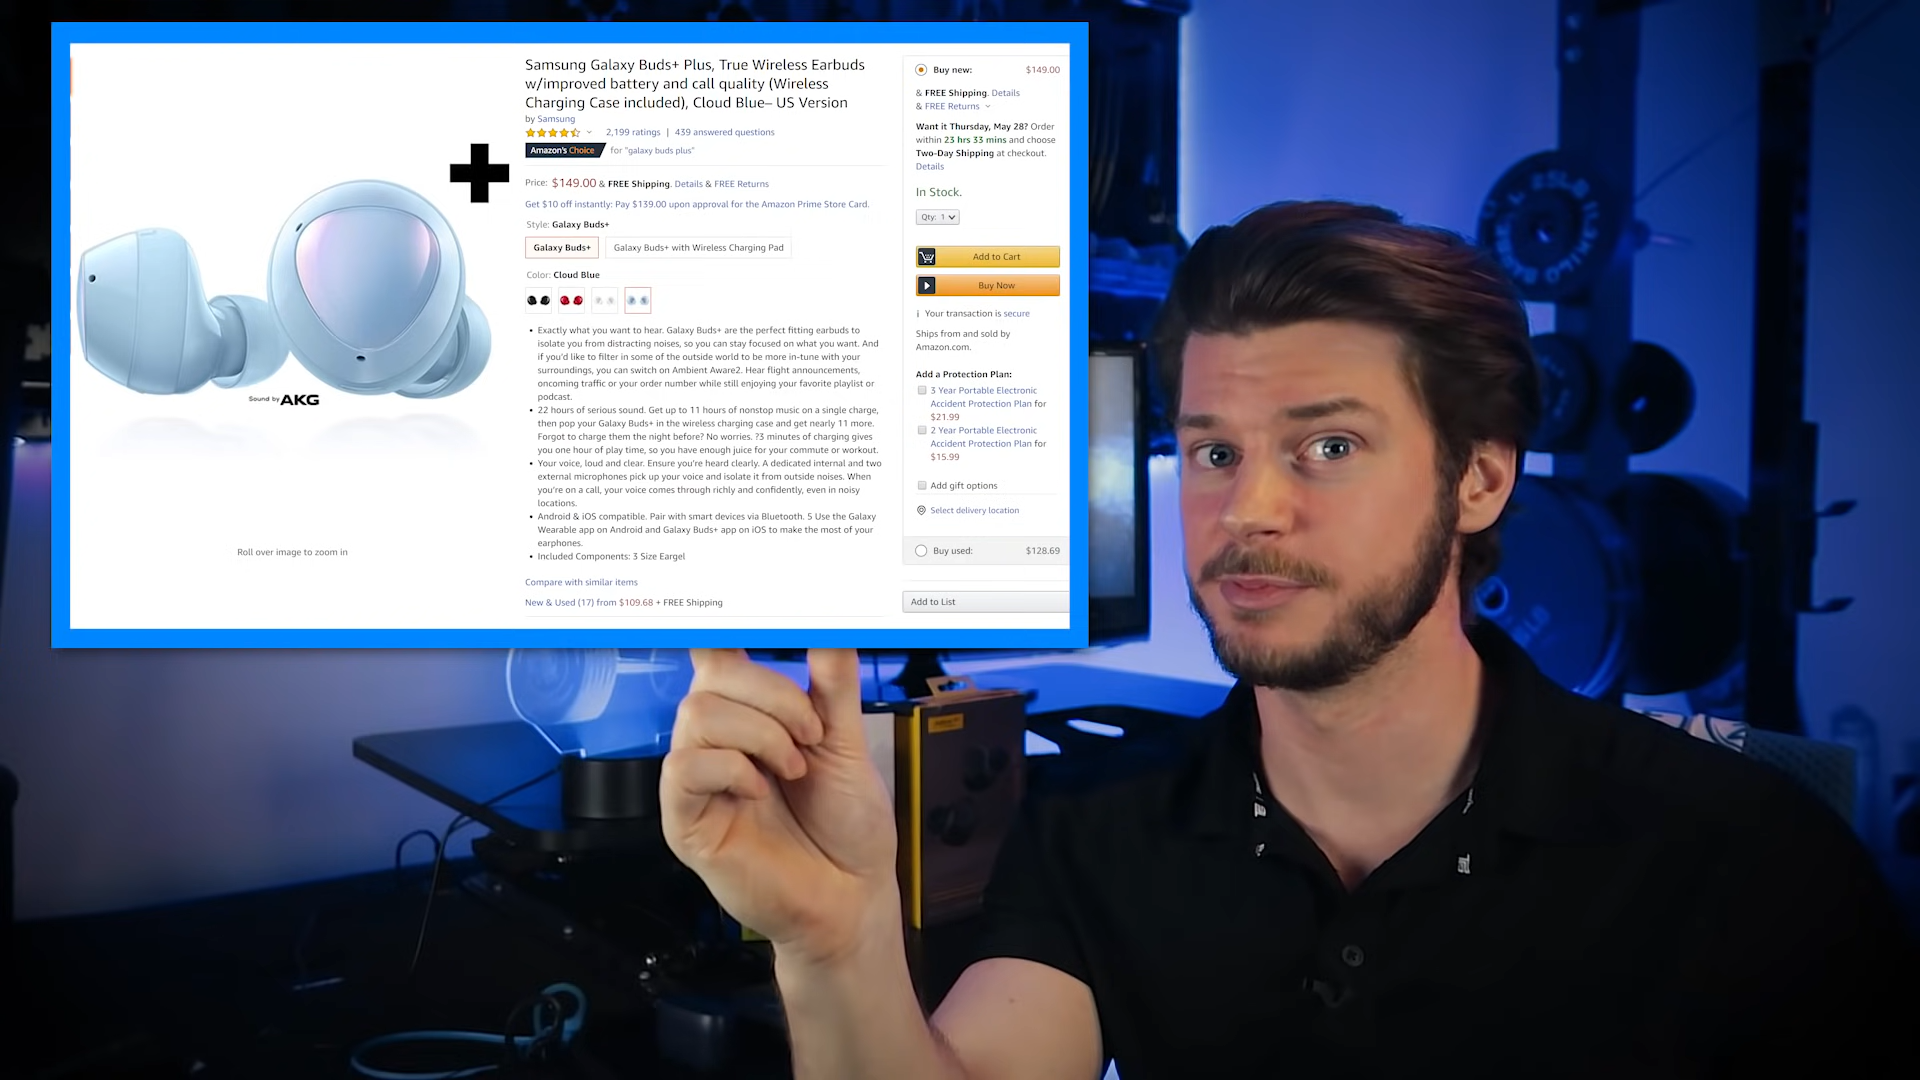 Samsung Galaxy Buds+ Plus, True Wireless Earbuds
w/improved battery and call quality (Wireless
Charging Case included), Cloud Blue– US Version
by Samsung
2,199 ratings | 439 answered questions
Amazon's Choice for "galaxy buds plus"
Price: $149.00 & FREE Shipping. Details & FREE Returns
Get $10 off instantly: Pay $139.00 upon approval for the Amazon Prime Store Card.
Style: Galaxy Buds+
Galaxy Buds+ Galaxy Buds+ with Wireless Charging Pad
Color: Cloud Blue
• Exactly what you want to hear. Galaxy Buds+ are the perfect fitting earbuds to
isolate you from distracting noises, so you can stay focused on what you want. And
if you'd like to filter in some of the outside world to be more in-tune with your
surroundings, you can switch on Ambient Aware2. Hear flight announcements,
oncoming traffic or your order number while still enjoying your favorite playlist or
podcast.
• 22 hours of serious sound. Get up to 11 hours of nonstop music on a single charge,
then pop your Galaxy Buds+ in the wireless charging case and get nearly 11 more.
Forgot to charge them the night before? No worries. ?3 minutes of charging gives
you one hour of play time, so you have enough juice for your commute or workout.
• Your voice, loud and clear. Ensure you're heard clearly. A dedicated internal and two
external microphones pick up your voice and isolate it from outside noises. When
you're on a call, your voice comes through richly and confidently, even in noisy
locations.
• Android & iOS compatible. Pair with smart devices via Bluetooth. 5 Use the Galaxy
Wearable app on Android and Galaxy Buds+ app on iOS to make the most of your
earphones.
• Included Components: 3 Size Eargel
Compare with similar items
New & Used (17) from $109.68 + FREE Shipping
Sound by AKG
Roll over image to zoom in
Buy new: $149.00
& FREE Shipping. Details
& FREE Returns
Want it Thursday, May 28? Order
within 23 hrs 33 mins and choose
Two-Day Shipping at checkout.
Details
In Stock.
Qty: 1
Add to Cart
Buy Now
Your transaction is secure
Ships from and sold by
Amazon.com.
Add a Protection Plan:
3 Year Portable Electronic
Accident Protection Plan for
$21.99
2 Year Portable Electronic
Accident Protection Plan for
$15.99
Add gift options
Select delivery location
Buy used: $128.69
Add to List